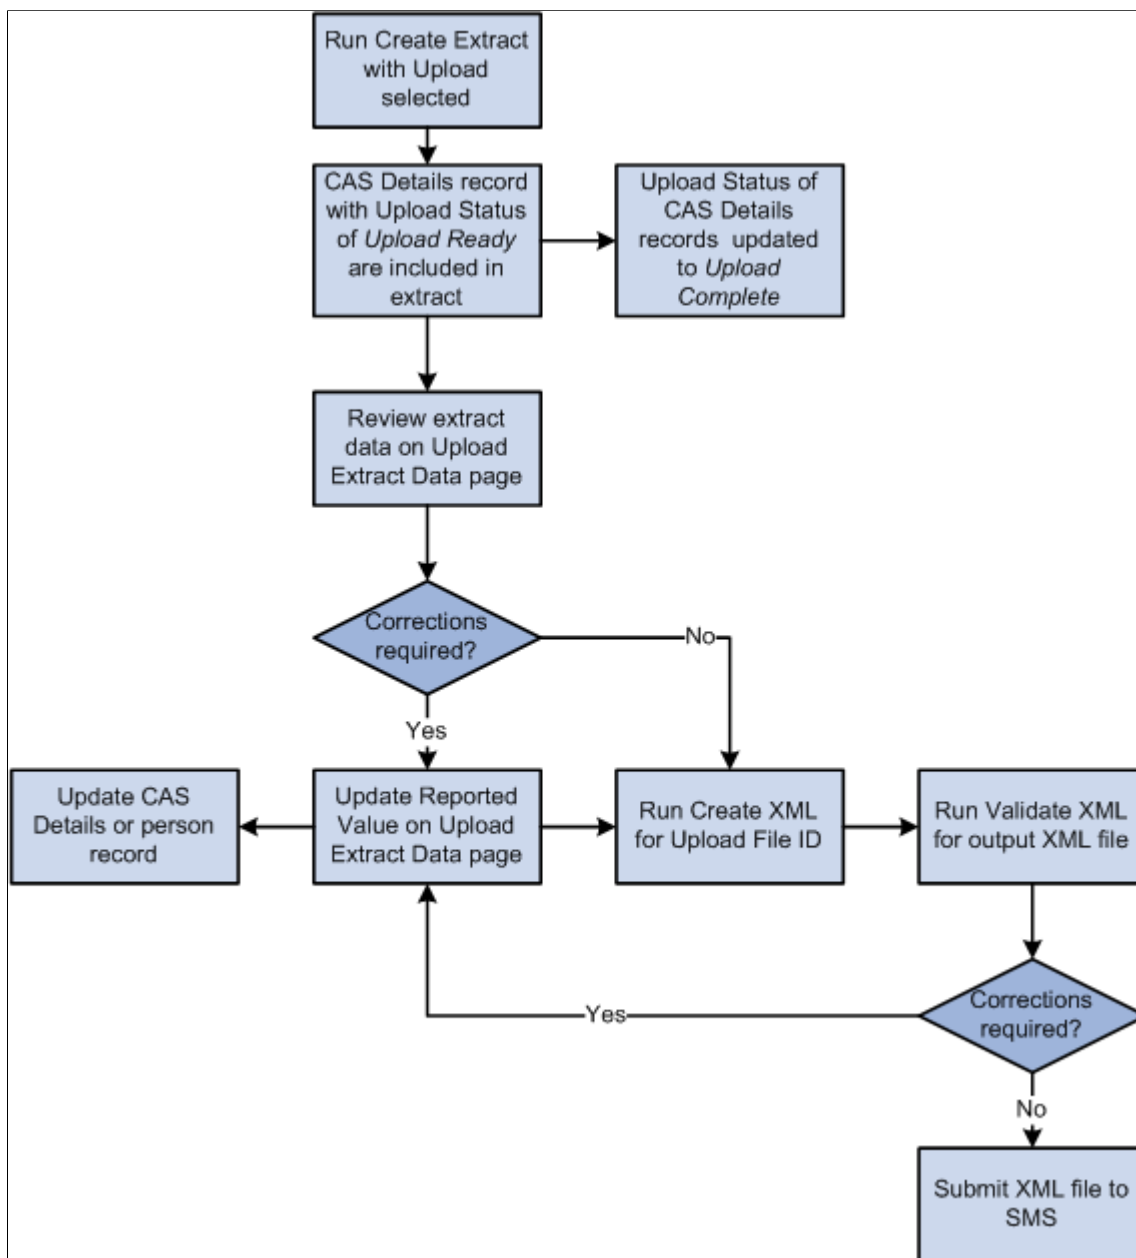 Run Create Extract
with Upload
selected
CAS Details record
with Upload Status
of Upload Ready
are included in
extract
Upload Status of
CAS Details
records updated
to Upload
Complete
Review extract
data on Upload
Extract Data page
Corrections
required?
No
Yes
Update CAS
Details or person
record
Update Reported
Value on Upload
Extract Data page
Run Create XML
for Upload File ID
Run Validate XML
for output XML file
Corrections
required?
Yes
No
Submit XML file to
SMS